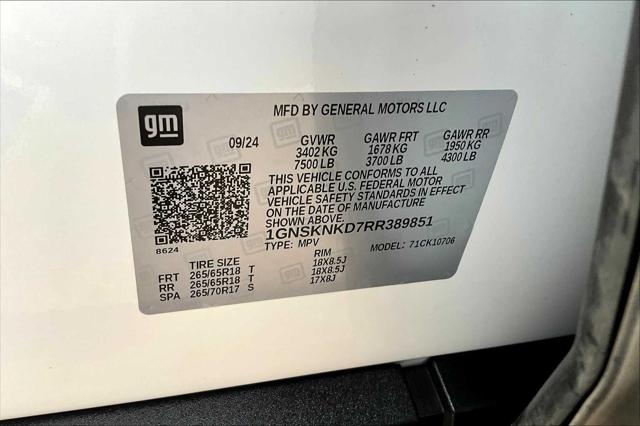 gm
MFD BY GENERAL MOTORS LLC
09/24 GVWR GAWR FRT GAWR RR
3402 KG 1678 KG 1950 KG
7500 LB 3700 LB 4300 LB
THIS VEHICLE CONFORMS TO ALL
APPLICABLE U.S. FEDERAL MOTOR
VEHICLE SAFETY STANDARDS IN EFFECT
ON THE DATE OF MANUFACTURE
SHOWN ABOVE.
1GNSKNKD7RR389851
8624 TYPE: MPV MODEL: 71CK10706
TIRE SIZE RIM
FRT 265/65R18 T 18X8.5J
RR 265/65R18 T 18X8.5J
SPA 265/70R17 S 17X8J